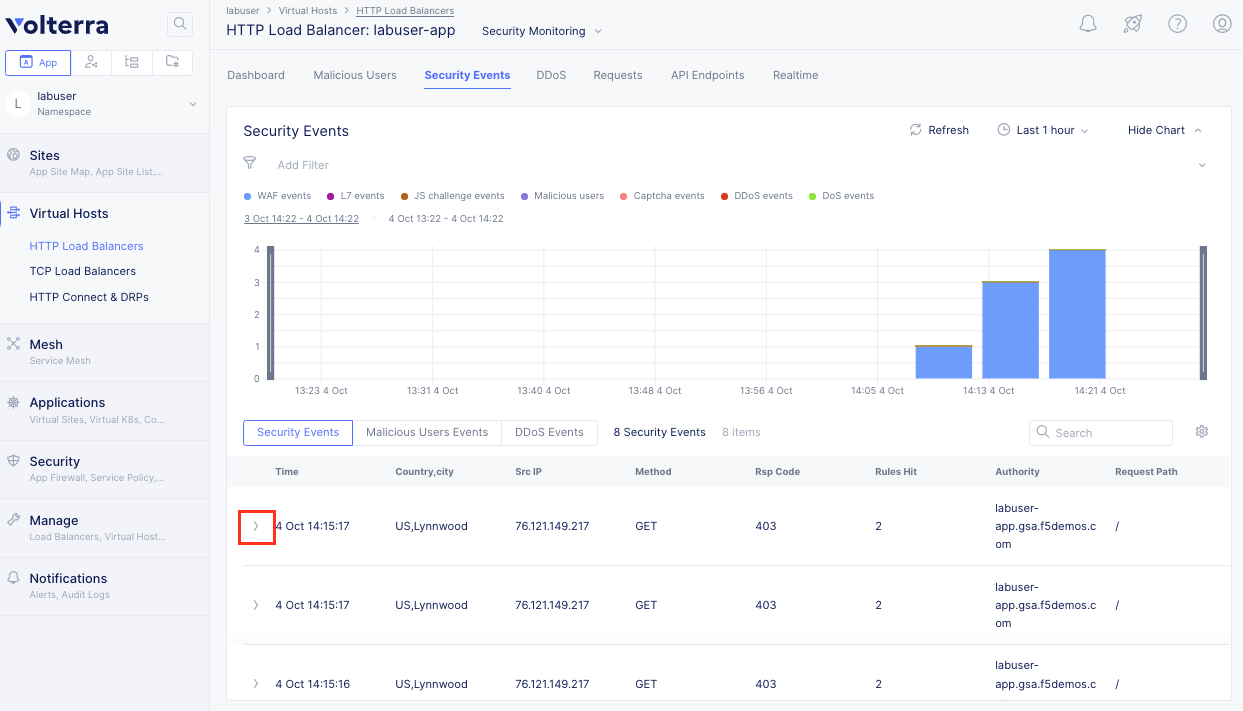 volterra
App
L
labuser
Namespace
Sites
App Site Map, App Site List,...
Virtual Hosts
HTTP Load Balancers
TCP Load Balancers
HTTP Connect & DRPs
Mesh
Service Mesh
Applications
Virtual Sites, Virtual K8s, Co...
Security
App Firewall, Service Policy,...
Manage
Load Balancers, Virtual Host...
Notifications
Alerts, Audit Logs
labuser > Virtual Hosts > HTTP Load Balancers
HTTP Load Balancer: labuser-app Security Monitoring
Dashboard Malicious Users Security Events DDoS Requests API Endpoints Realtime
Security Events Refresh Last 1 hour Hide Chart
Add Filter
WAF events L7 events JS challenge events Malicious users Captcha events DDoS events DoS events
3 Oct 14:22 - 4 Oct 14:22 4 Oct 13:22 - 4 Oct 14:22
4
3
2
1
0
13:23 4 Oct 13:31 4 Oct 13:40 4 Oct 13:48 4 Oct 13:56 4 Oct 14:05 4 Oct 14:13 4 Oct 14:21 4 Oct
Security Events Malicious Users Events DDoS Events 8 Security Events 8 items Search
Time Country,city Src IP Method Rsp Code Rules Hit Authority Request Path
4 Oct 14:15:17 US,Lynnwood 76.121.149.217 GET 403 2 labuser-
app.gsa.f5demos.c
om /
4 Oct 14:15:17 US,Lynnwood 76.121.149.217 GET 403 2 labuser-
app.gsa.f5demos.c
om /
4 Oct 14:15:16 US,Lynnwood 76.121.149.217 GET 403 2 labuser-
app.gsa.f5demos.c /